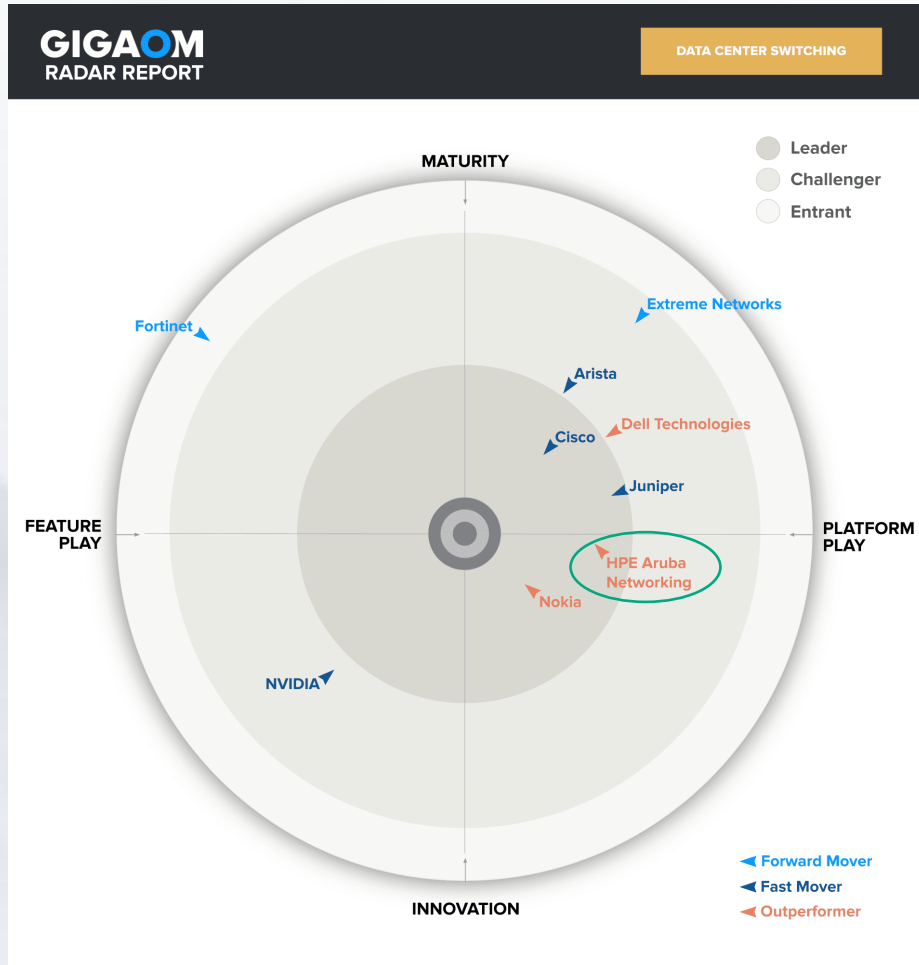 GIGAOM
RADAR REPORT
DATA CENTER SWITCHING
Leader
Challenger
Entrant
MATURITY
Extreme Networks
Fortinet
Arista
Dell Technologies
Cisco
Juniper
FEATURE
PLAY
PLATFORM
PLAY
HPE Aruba
Networking
Nokia
NVIDIA
Forward Mover
Fast Mover
Outperformer
INNOVATION